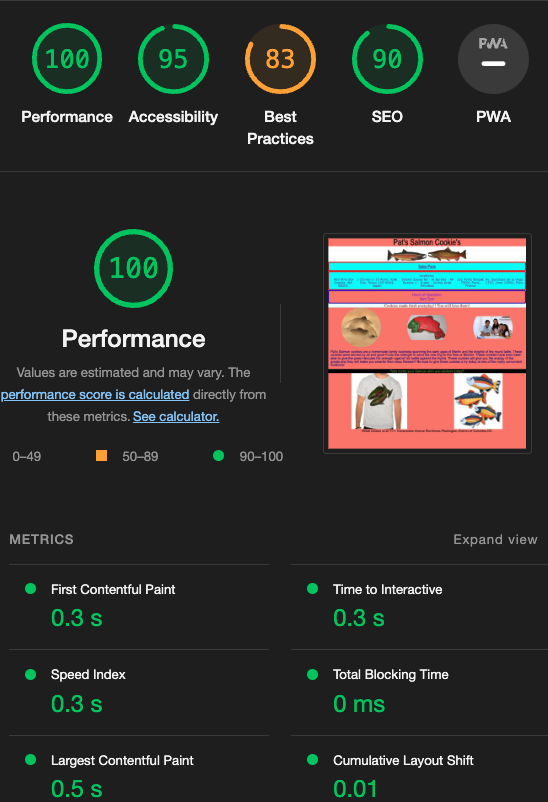 100
95
83
90
PWA
Performance
Accessibility
Best
Practices
SEO
PWA
100
Performance
Values are estimated and may vary. The
performance score is calculated directly from
these metrics. See calculator.
0–49
50–89
90–100
Pat's Salmon Cookie's
METRICS
Expand view
First Contentful Paint
0.3 s
Time to Interactive
0.3 s
Speed Index
0.3 s
Total Blocking Time
0 ms
Largest Contentful Paint
0.5 s
Cumulative Layout Shift
0.01